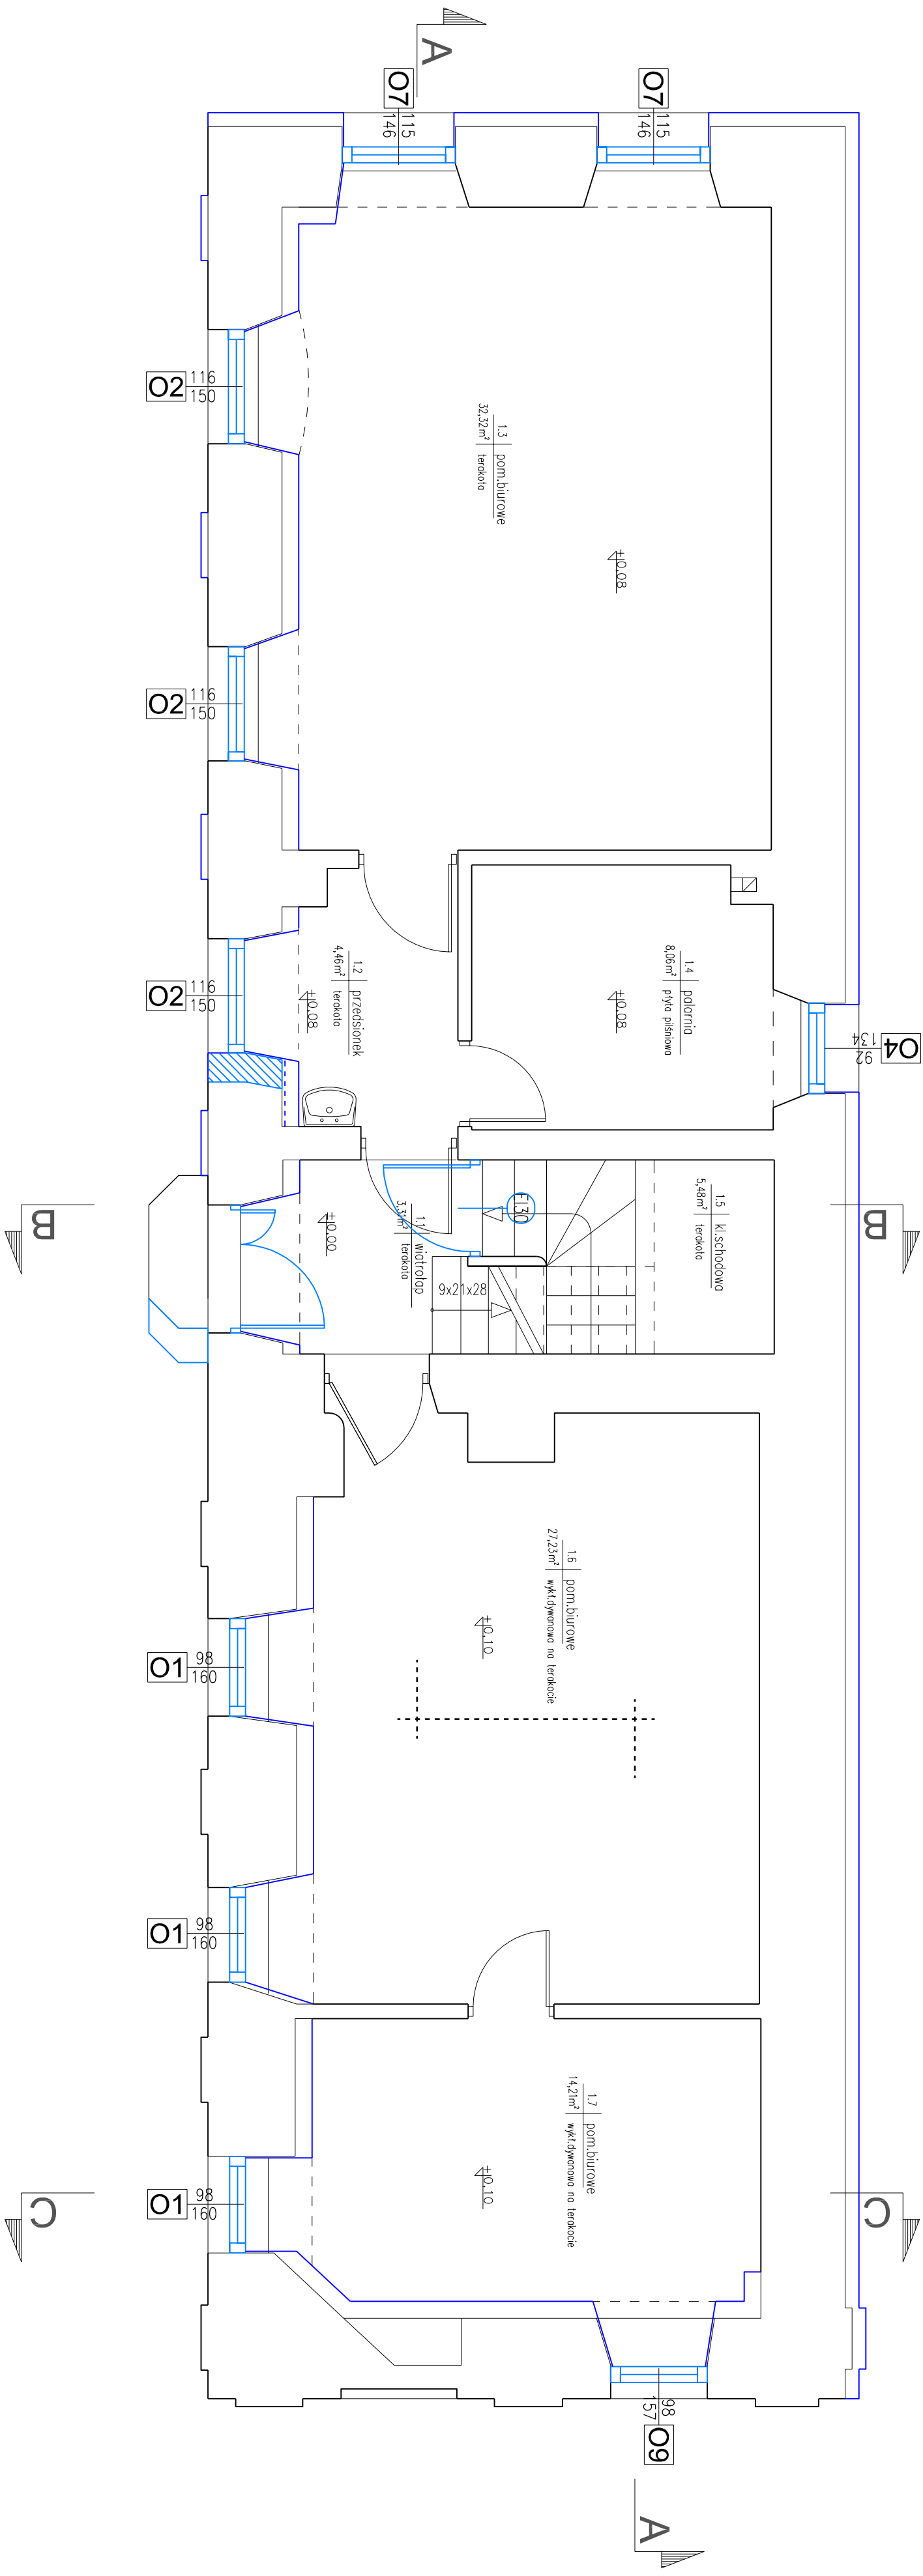 A
O7
115
146
O7
115
146
O2
116
150
1.3 pom.biurowe
32,32m² terakota
±0.08
O2
116
150
O2
116
150
1.2 przedsionek
4,46m² terakota
±0.08
1.4 palarnia
8,06m² płyta pilśniowa
±0.08
O4
92
134
B
B
1.1 wiatrołap
3,31m² terakota
±0.00
EI30
9x21x28
1.5 kl.schodowa
5,48m² terakota
1.6 pom.biurowe
27,23m² wykł.dywanowa na terakocie
±0.10
O1
98
160
O1
98
160
1.7 pom.biurowe
14,21m² wykł.dywanowa na terakocie
±0.10
O1
98
160
C
C
O9
98
157
A